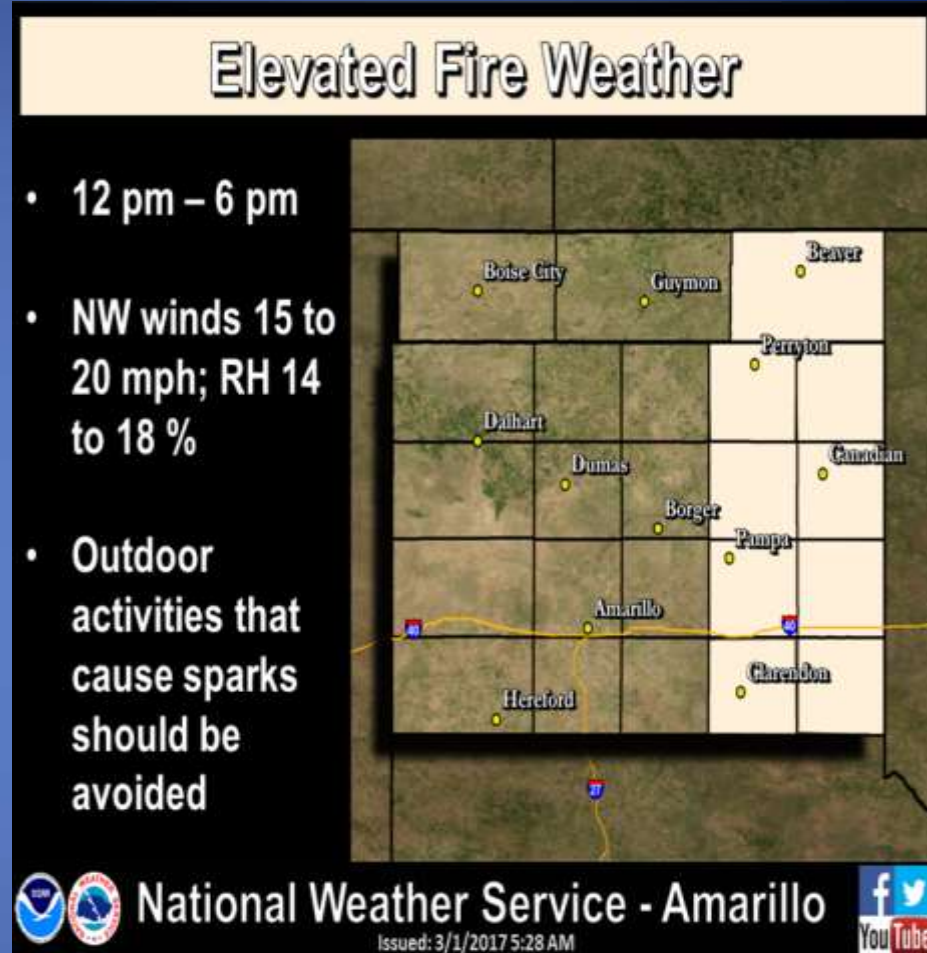 Elevated Fire Weather
• 12 pm – 6 pm
• NW winds 15 to
20 mph; RH 14
to 18 %
• Outdoor
activities that
cause sparks
should be
avoided
Boise City
Guymon
Beaver
Perryton
Dalhart
Dumas
Canadian
Borger
Pampa
Amarillo
40
40
Clarendon
Hereford
27
National Weather Service - Amarillo
Issued: 3/1/2017 5:28 AM
f
You Tube